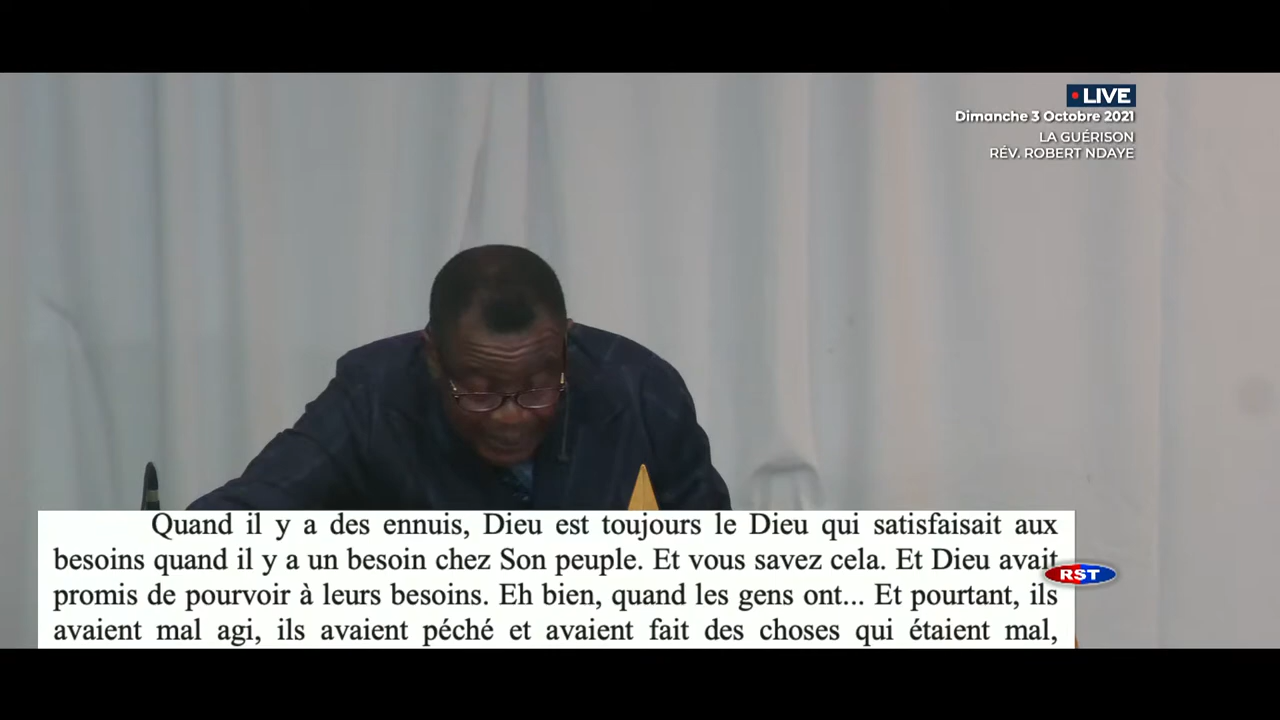 • LIVE
Dimanche 3 Octobre 2021
LA GUÉRISON
RÉV. ROBERT NDAYE
Quand il y a des ennuis, Dieu est toujours le Dieu qui satisfaisait aux
besoins quand il y a un besoin chez Son peuple. Et vous savez cela. Et Dieu avait
RST
promis de pourvoir à leurs besoins. Eh bien, quand les gens ont... Et pourtant, ils
avaient mal agi, ils avaient péché et avaient fait des choses qui étaient mal,